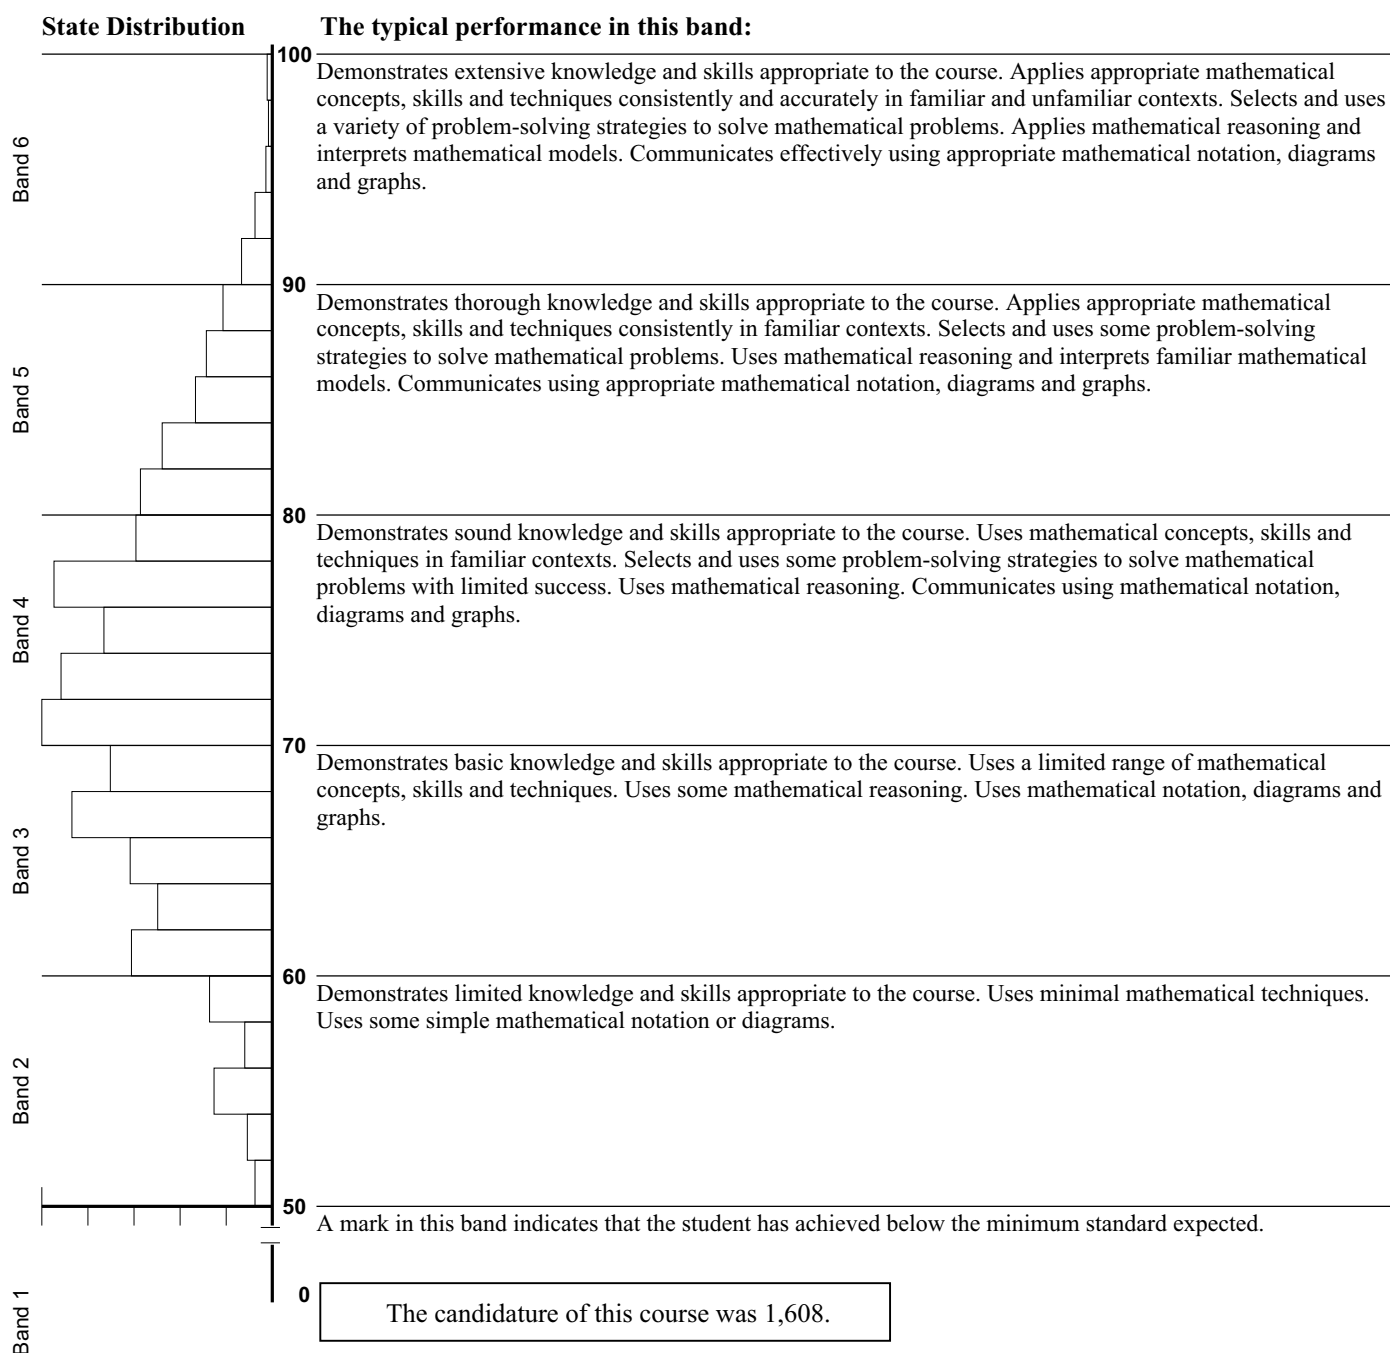 State Distribution
The typical performance in this band:
100
Demonstrates extensive knowledge and skills appropriate to the course. Applies appropriate mathematical
concepts, skills and techniques consistently and accurately in familiar and unfamiliar contexts. Selects and uses
a variety of problem-solving strategies to solve mathematical problems. Applies mathematical reasoning and
interprets mathematical models. Communicates effectively using appropriate mathematical notation, diagrams
and graphs.
Band 6
90
Demonstrates thorough knowledge and skills appropriate to the course. Applies appropriate mathematical
concepts, skills and techniques consistently in familiar contexts. Selects and uses some problem-solving
strategies to solve mathematical problems. Uses mathematical reasoning and interprets familiar mathematical
models. Communicates using appropriate mathematical notation, diagrams and graphs.
Band 5
80
Demonstrates sound knowledge and skills appropriate to the course. Uses mathematical concepts, skills and
techniques in familiar contexts. Selects and uses some problem-solving strategies to solve mathematical
problems with limited success. Uses mathematical reasoning. Communicates using mathematical notation,
diagrams and graphs.
Band 4
70
Demonstrates basic knowledge and skills appropriate to the course. Uses a limited range of mathematical
concepts, skills and techniques. Uses some mathematical reasoning. Uses mathematical notation, diagrams and
graphs.
Band 3
60
Demonstrates limited knowledge and skills appropriate to the course. Uses minimal mathematical techniques.
Uses some simple mathematical notation or diagrams.
Band 2
50
A mark in this band indicates that the student has achieved below the minimum standard expected.
Band 1
0
The candidature of this course was 1,608.